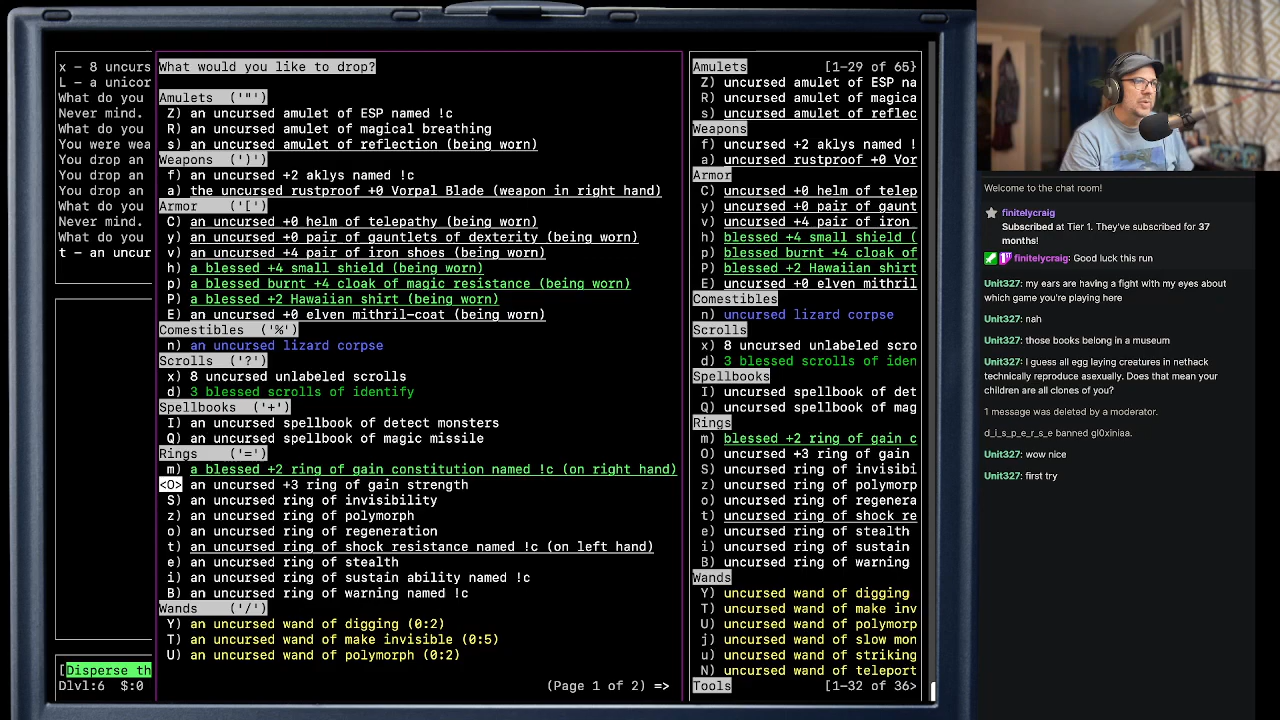 x - 8 uncurs
L - a unicor
What do you
Never mind.
What do you
You were wea
You drop an
You drop an
You drop an
What do you
Never mind.
What do you
t - an uncur
[Disperse th
Dlvl:6 $:0
What would you like to drop?
Amulets ('"')
Z) an uncursed amulet of ESP named !c
R) an uncursed amulet of magical breathing
s) an uncursed amulet of reflection (being worn)
Weapons (')')
f) an uncursed +2 aklys named !c
a) the uncursed rustproof +0 Vorpal Blade (weapon in right hand)
Armor ('[')
C) an uncursed +0 helm of telepathy (being worn)
y) an uncursed +0 pair of gauntlets of dexterity (being worn)
v) an uncursed +4 pair of iron shoes (being worn)
h) a blessed +4 small shield (being worn)
p) a blessed burnt +4 cloak of magic resistance (being worn)
P) a blessed +2 Hawaiian shirt (being worn)
E) an uncursed +0 elven mithril-coat (being worn)
Comestibles ('%')
n) an uncursed lizard corpse
Scrolls ('?')
x) 8 uncursed unlabeled scrolls
d) 3 blessed scrolls of identify
Spellbooks ('+')
I) an uncursed spellbook of detect monsters
Q) an uncursed spellbook of magic missile
Rings ('=')
m) a blessed +2 ring of gain constitution named !c (on right hand)
<O> an uncursed +3 ring of gain strength
S) an uncursed ring of invisibility
z) an uncursed ring of polymorph
o) an uncursed ring of regeneration
t) an uncursed ring of shock resistance named !c (on left hand)
e) an uncursed ring of stealth
i) an uncursed ring of sustain ability named !c
B) an uncursed ring of warning named !c
Wands ('/')
Y) an uncursed wand of digging (0:2)
T) an uncursed wand of make invisible (0:5)
U) an uncursed wand of polymorph (0:2)
(Page 1 of 2) =>
Amulets [1-29 of 65}
Z) uncursed amulet of ESP na
R) uncursed amulet of magica
s) uncursed amulet of reflec
Weapons
f) uncursed +2 aklys named !
a) uncursed rustproof +0 Vor
Armor
C) uncursed +0 helm of telep
y) uncursed +0 pair of gaunt
v) uncursed +4 pair of iron
h) blessed +4 small shield (
p) blessed burnt +4 cloak of
P) blessed +2 Hawaiian shirt
E) uncursed +0 elven mithril
Comestibles
n) uncursed lizard corpse
Scrolls
x) 8 uncursed unlabeled scro
d) 3 blessed scrolls of iden
Spellbooks
I) uncursed spellbook of det
Q) uncursed spellbook of mag
Rings
m) blessed +2 ring of gain c
O) uncursed +3 ring of gain
S) uncursed ring of invisibi
z) uncursed ring of polymorp
o) uncursed ring of regenera
t) uncursed ring of shock re
e) uncursed ring of stealth
i) uncursed ring of sustain
B) uncursed ring of warning
Wands
Y) uncursed wand of digging
T) uncursed wand of make inv
U) uncursed wand of polymorp
j) uncursed wand of slow mon
u) uncursed wand of striking
N) uncursed wand of teleport
Tools [1-32 of 36>
Welcome to the chat room!
finitelycraig
Subscribed at Tier 1. They've subscribed for 37
months!
finitelycraig: Good luck this run
Unit327: my ears are having a fight with my eyes about
which game you're playing here
Unit327: nah
Unit327: those books belong in a museum
Unit327: I guess all egg laying creatures in nethack
technically reproduce asexually. Does that mean your
children are all clones of you?
1 message was deleted by a moderator.
d_i_s_p_e_r_s_e banned gl0xiniaa.
Unit327: wow nice
Unit327: first try